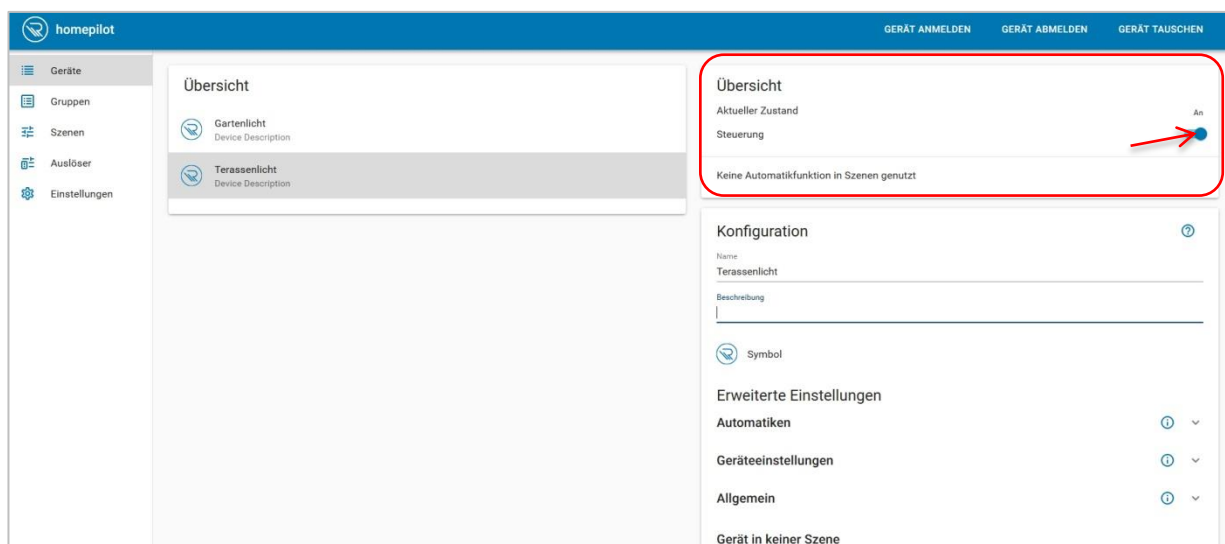 homepilot
GERÄT ANMELDEN
GERÄT ABMELDEN
GERÄT TAUSCHEN
Geräte
Gruppen
Szenen
Auslöser
Einstellungen
Übersicht
Gartenlicht
Device Description
Terassenlicht
Device Description
Übersicht
Aktueller Zustand
An
Steuerung
Keine Automatikfunktion in Szenen genutzt
Konfiguration
Name
Terassenlicht
Beschreibung
Symbol
Erweiterte Einstellungen
Automatiken
Geräteeinstellungen
Allgemein
Gerät in keiner Szene